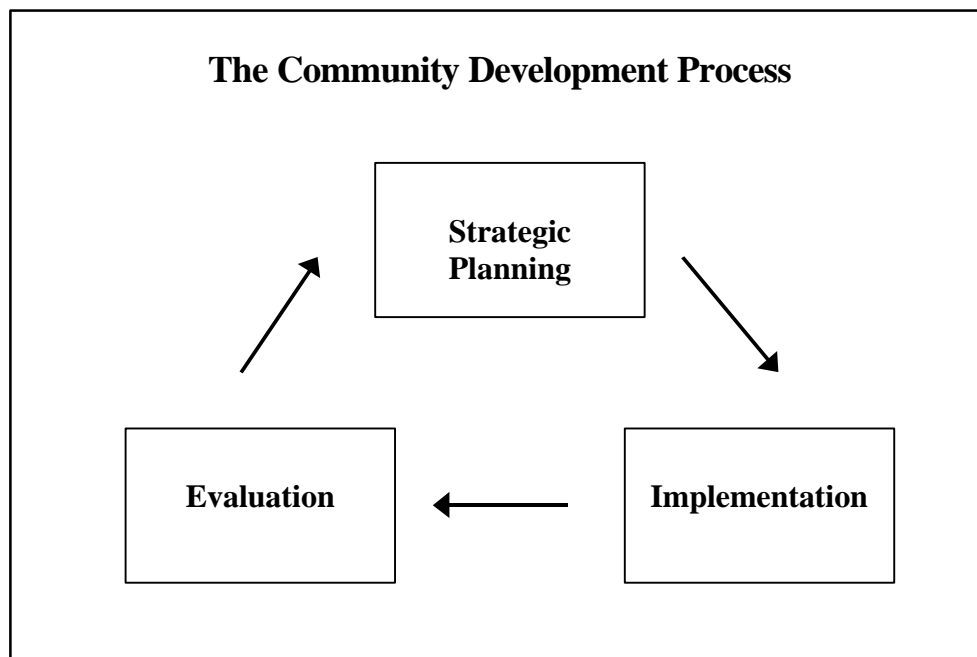 The Community Development Process
Strategic
Planning
Evaluation
Implementation